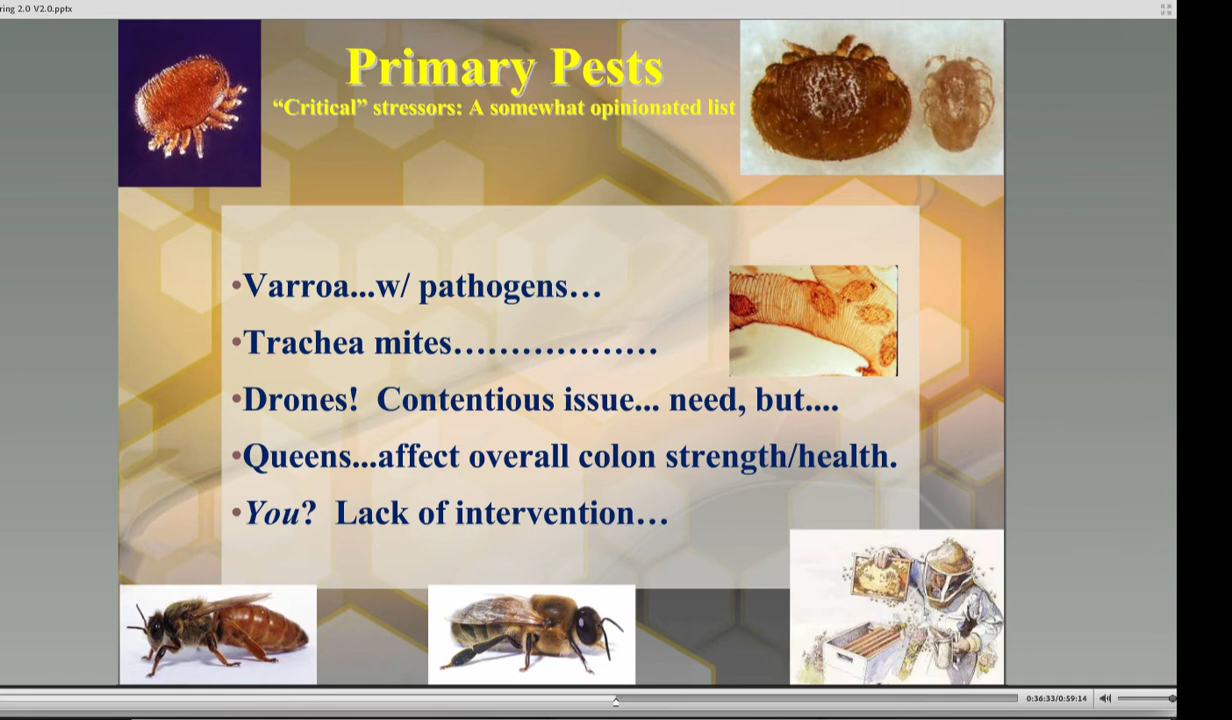 ring 2.0 V2.0.pptx
Primary Pests
“Critical” stressors: A somewhat opinionated list
•Varroa...w/ pathogens…
•Trachea mites………………
•Drones!  Contentious issue... need, but....
•Queens...affect overall colon strength/health.
•You?  Lack of intervention…
0:36:33/0:59:14